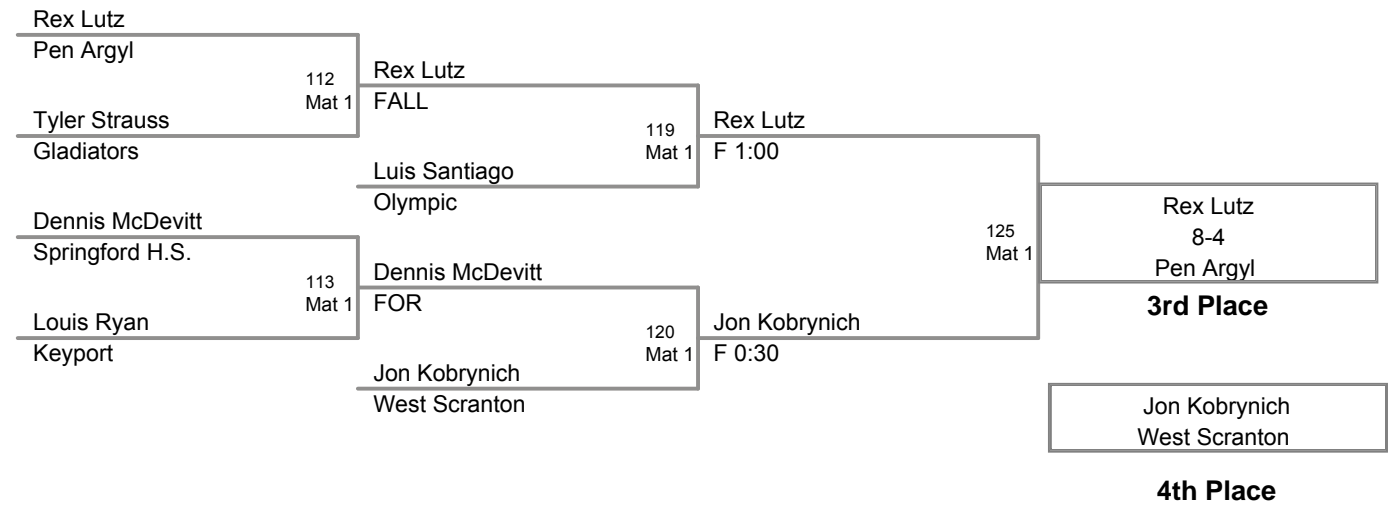 Rex Lutz
Pen Argyl
112
Mat 1
Tyler Strauss
Gladiators
Rex Lutz
FALL
119
Mat 1
Luis Santiago
Olympic
Dennis McDevitt
Springford H.S.
113
Mat 1
Louis Ryan
Keyport
Dennis McDevitt
FOR
120
Mat 1
Jon Kobrynich
West Scranton
Rex Lutz
F 1:00
125
Mat 1
Jon Kobrynich
F 0:30
Rex Lutz
8-4
Pen Argyl
3rd Place
Jon Kobrynich
West Scranton
4th Place